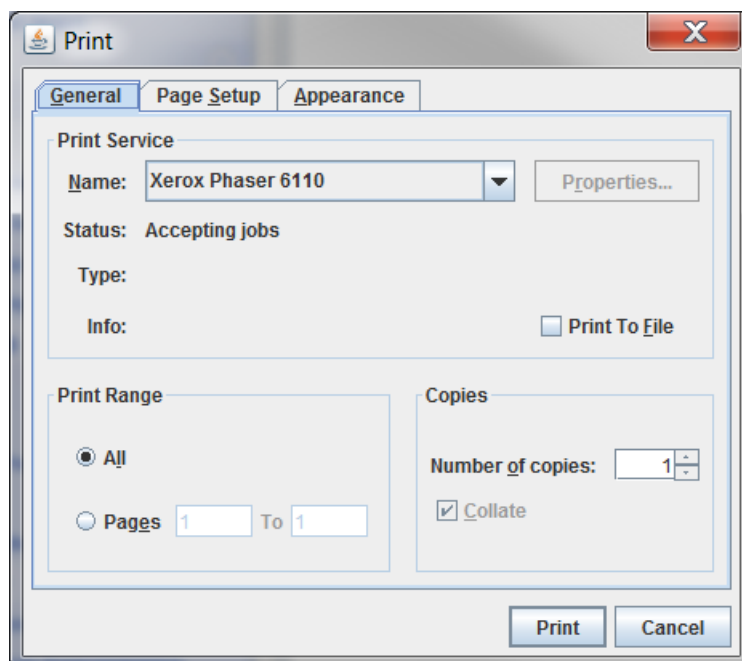 Print
General Page Setup Appearance
Print Service
Name: Xerox Phaser 6110 Properties...
Status: Accepting jobs
Type:
Info: Print To File
Print Range
All
Pages 1 To 1
Copies
Number of copies: 1
Collate
Print Cancel